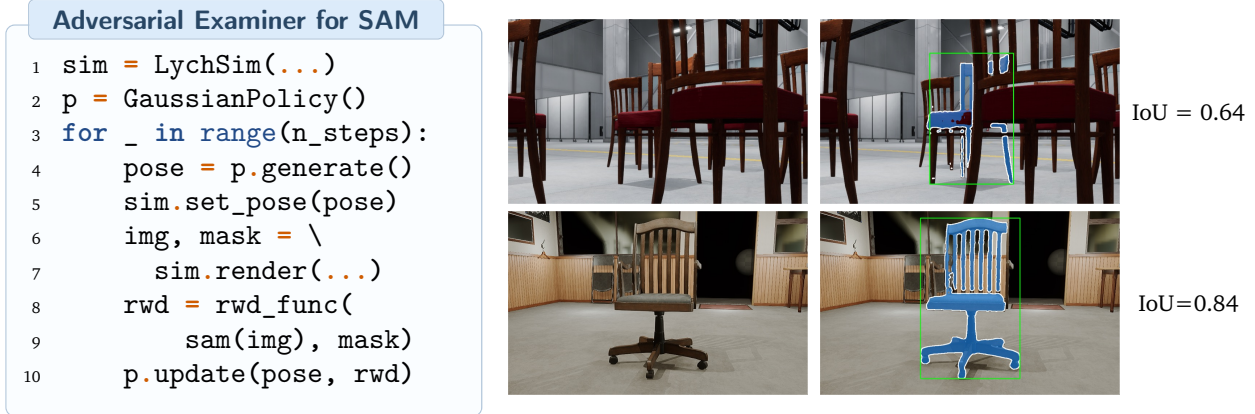 Adversarial Examiner for SAM
1 sim = LychSim(...)
2 p = GaussianPolicy()
3 for _ in range(n_steps):
4 pose = p.generate()
5 sim.set_pose(pose)
6 img, mask = \
7 sim.render(...)
8 rwd = rwd_func(
9 sam(img), mask)
10 p.update(pose, rwd)
IoU = 0.64
IoU=0.84